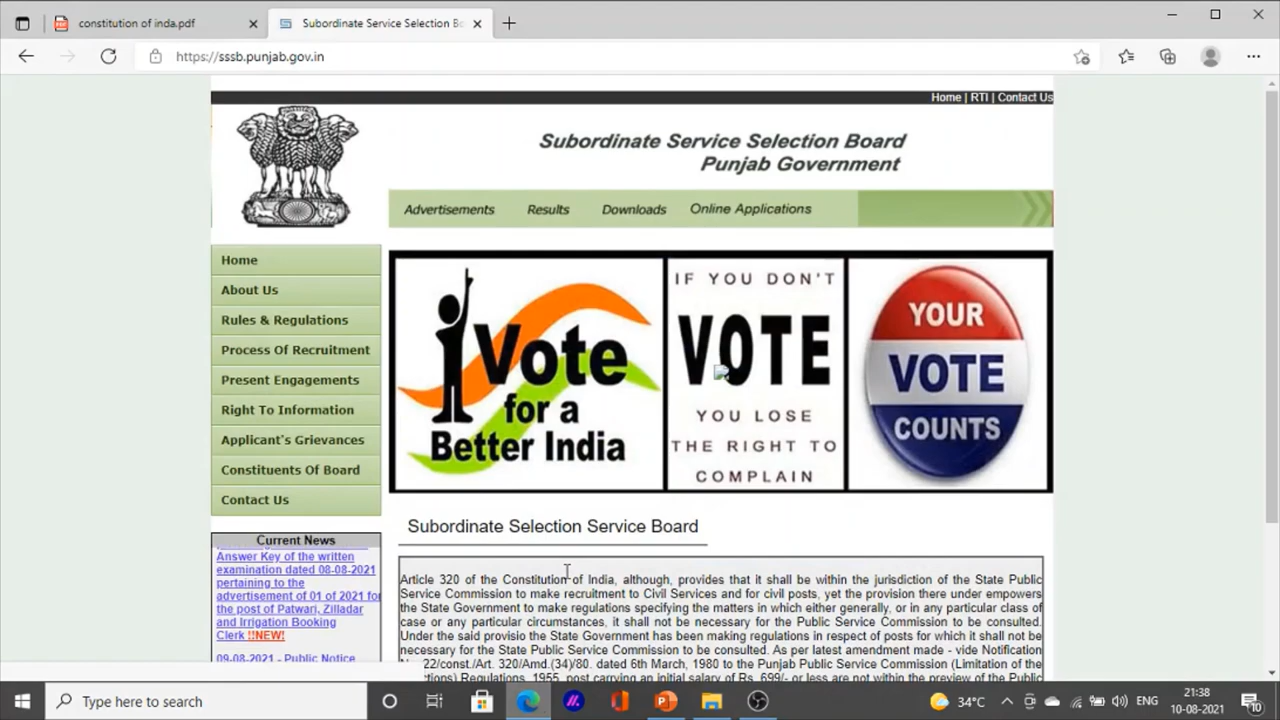 constitution of inda.pdf
Subordinate Service Selection Bo
https://sssb.punjab.gov.in
Home | RTI | Contact Us
Subordinate Service Selection Board
Punjab Government
Advertisements Results Downloads Online Applications
Home
About Us
Rules & Regulations
Process Of Recruitment
Present Engagements
Right To Information
Applicant's Grievances
Constituents Of Board
Contact Us
Vote
for a
Better India
IF YOU DON'T
VOTE
YOU LOSE
THE RIGHT TO
COMPLAIN
YOUR
VOTE
COUNTS
Current News
Answer Key of the written
examination dated 08-08-2021
pertaining to the
advertisement of 01 of 2021 for
the post of Patwari, Zilladar
and Irrigation Booking
Clerk !!NEW!
09-08-2021 - Public Notice
Subordinate Selection Service Board
Article 320 of the Constitution of India, although, provides that it shall be within the jurisdiction of the State Public
Service Commission to make recruitment to Civil Services and for civil posts, yet the provision there under empowers
the State Government to make regulations specifying the matters in which either generally, or in any particular class of
case or any particular circumstances, it shall not be necessary for the Public Service Commission to be consulted.
Under the said proviso the State Government has been making regulations in respect of posts for which it shall not be
necessary for the State Public Service Commission to be consulted. As per latest amendment made - vide Notification
22/const./Art. 320/Amd.(34)/80. dated 6th March, 1980 to the Punjab Public Service Commission (Limitation of the
Regulations, 1955, post carrying an initial salary of Rs. 699/- or less are not within the preview of the Public
Type here to search
34°C
ENG
21:38
10-08-2021
10